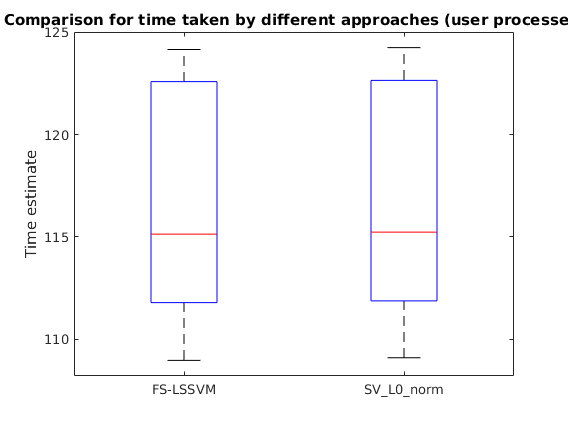 Comparison for time taken by different approaches (user processe
125
120
115
110
Time estimate
FS-LSSVM
SV_L0_norm